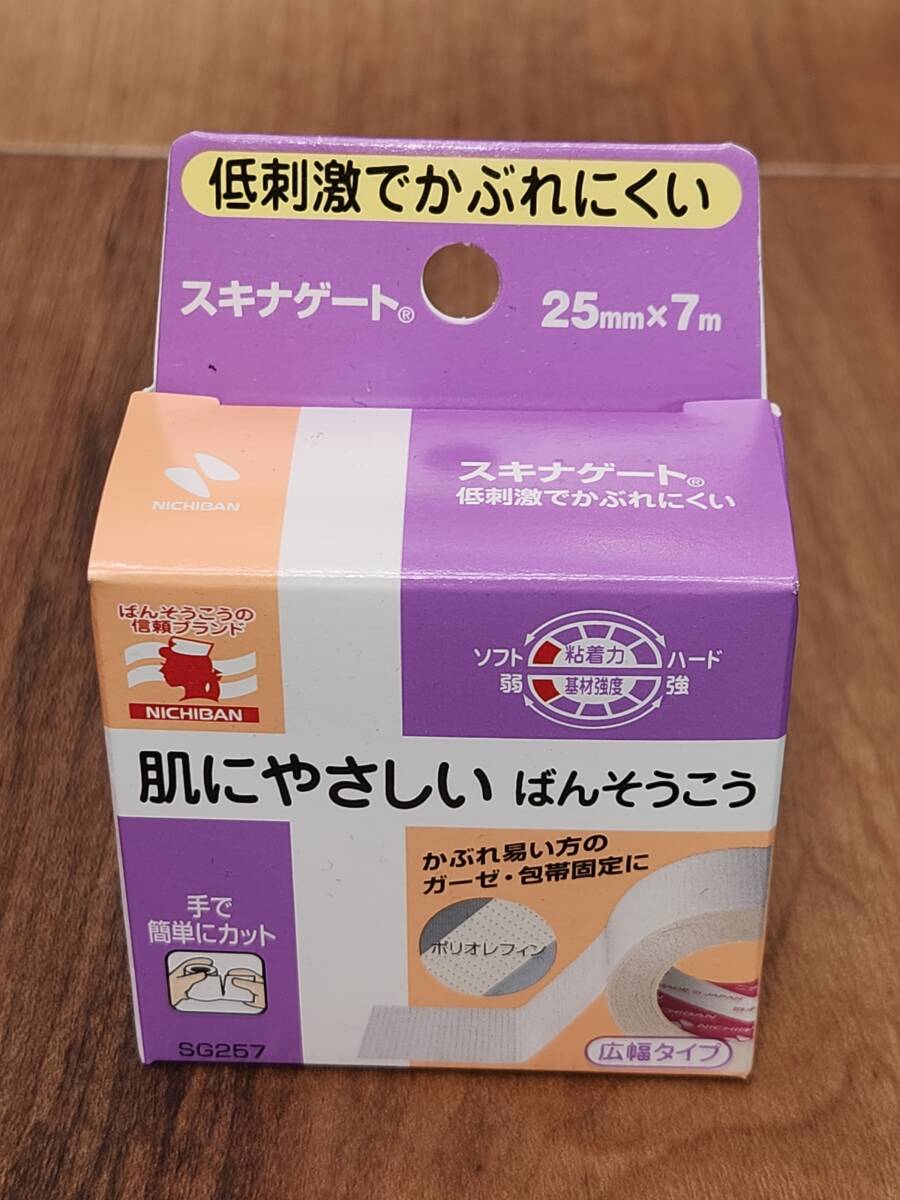 低刺激でかぶれにくい
スキナゲート®
25mm×7m
NICHIBAN
スキナゲート®
低刺激でかぶれにくい
ばんそうこうの
信頼ブランド
NICHIBAN
ソフト 粘着力 ハード
弱 基材強度 強
肌にやさしい ばんそうこう
かぶれ易い方の
ガーゼ・包帯固定に
ポリオレフィン
手で
簡単にカット
MADE IN JAPAN
NICHIBAN
SG257
広幅タイプ